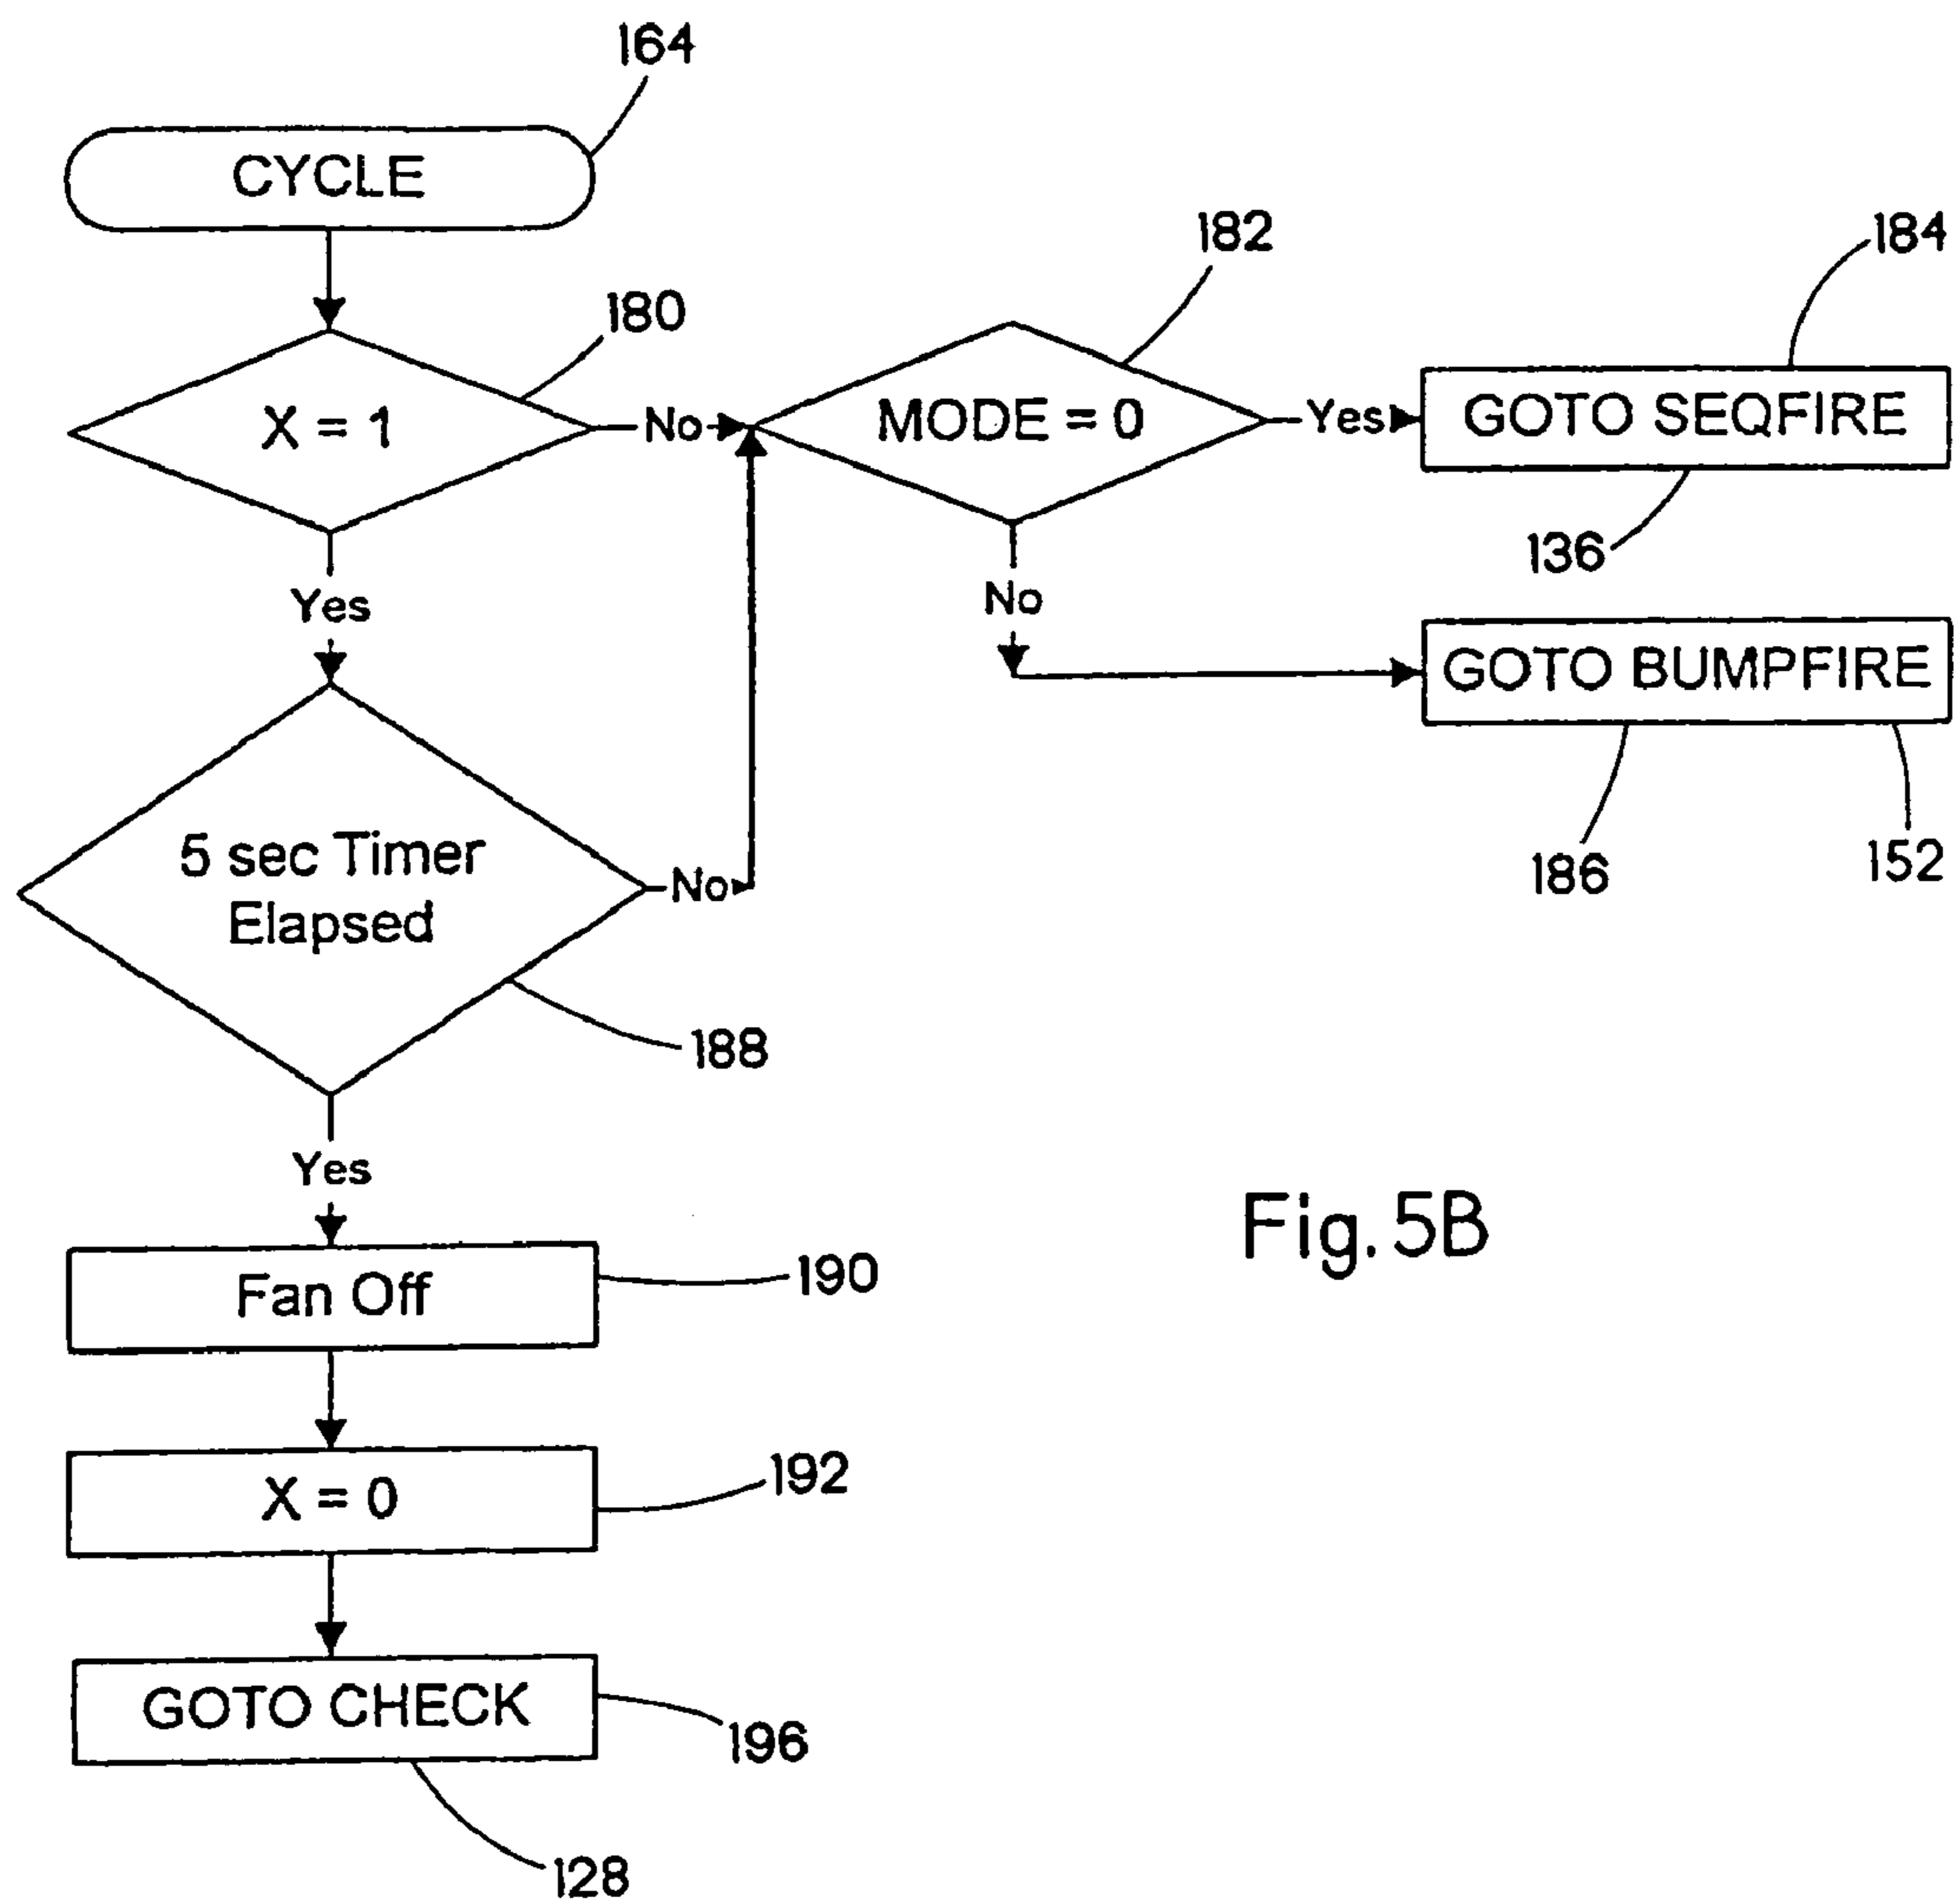 164
CYCLE
180
X = 1
No
182
MODE = 0
Yes
184
GOTO SEQFIRE
136
Yes
No
GOTO BUMPFIRE
186
152
5 sec Timer
Elapsed
No
188
Yes
Fan Off
190
Fig. 5B
X = 0
192
GOTO CHECK
196
128